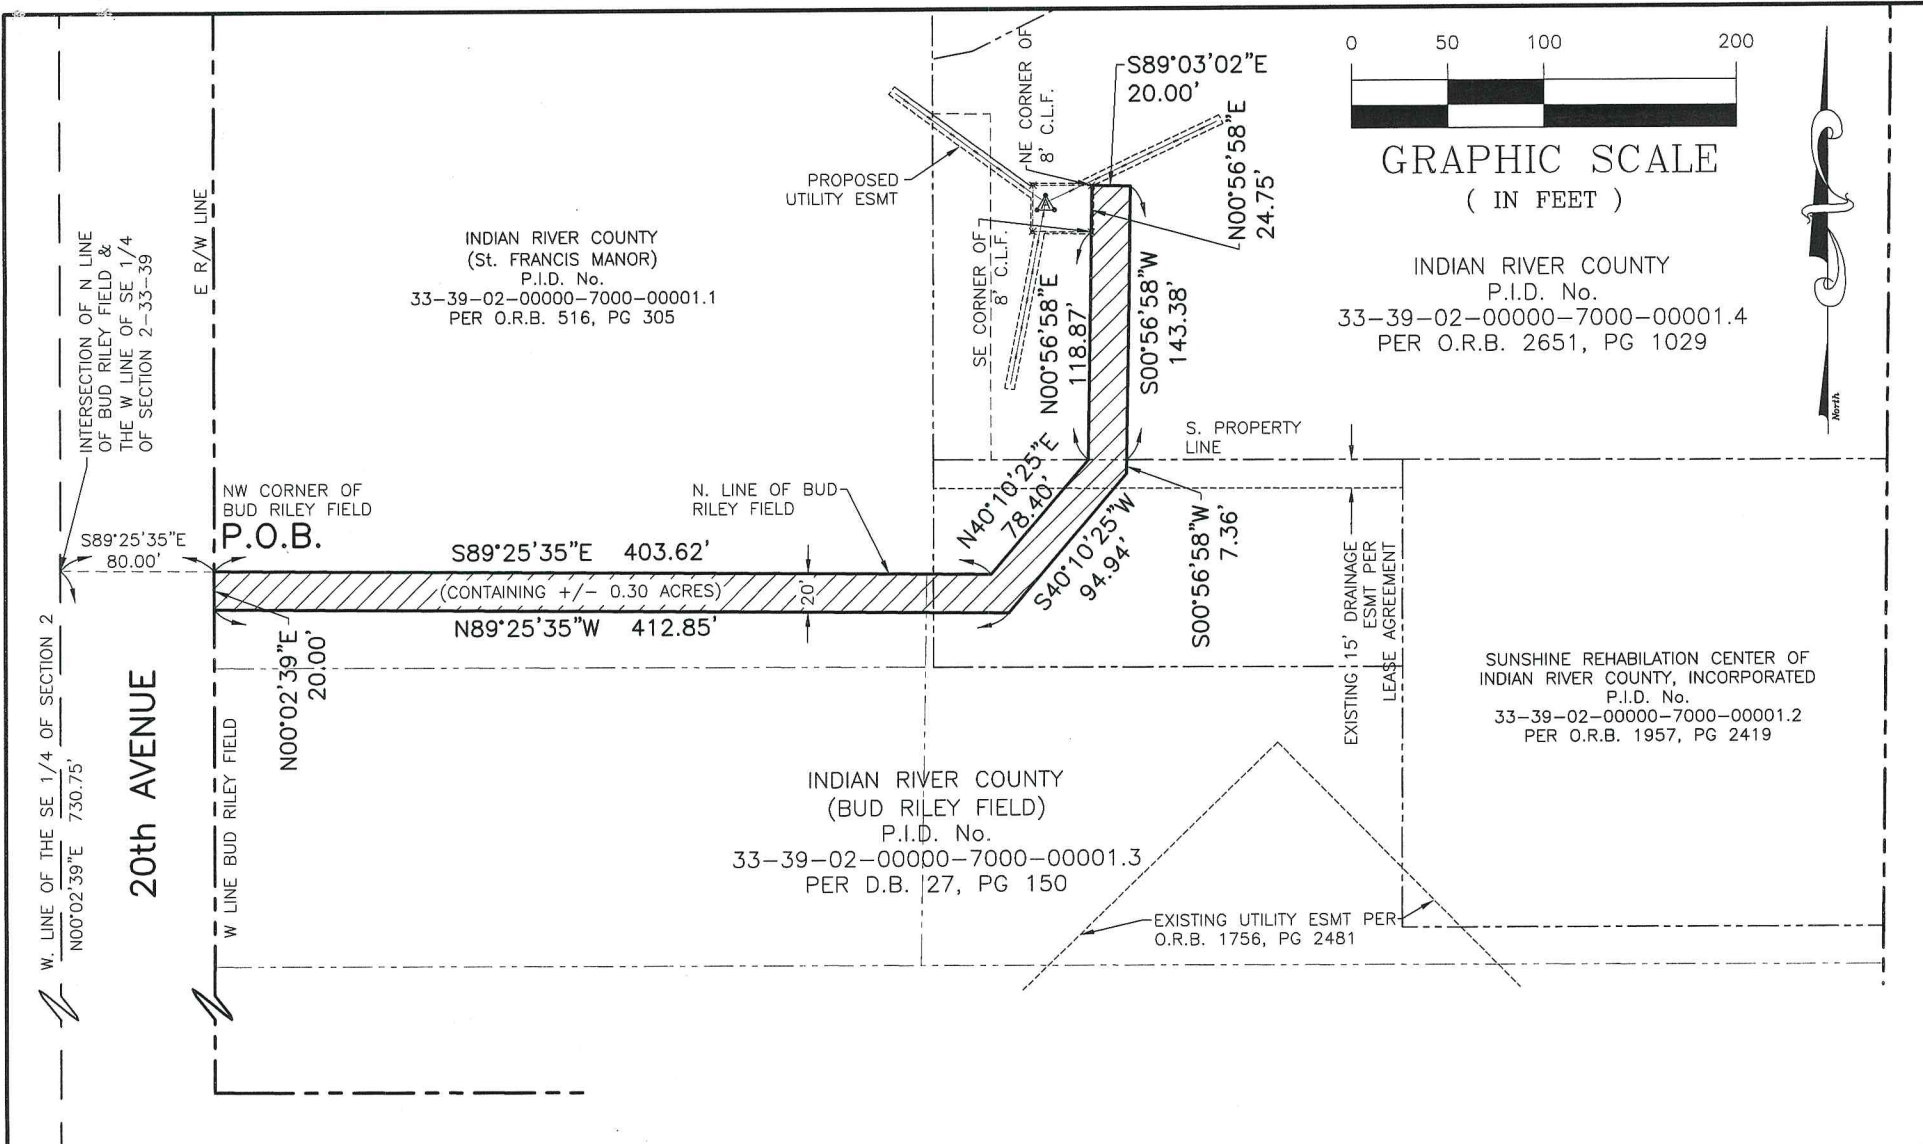 INTERSECTION OF N LINE
OF BUD RILEY FIELD &
THE W LINE OF SE 1/4
OF SECTION 2-33-39
E R/W LINE
INDIAN RIVER COUNTY
(St. FRANCIS MANOR)
P.I.D. No.
33-39-02-00000-7000-00001.1
PER O.R.B. 516, PG 305
PROPOSED
UTILITY ESMT
NE CORNER OF
8' C.L.F.
SE CORNER OF
8' C.L.F.
S89°03'02"E
20.00'
N00°56'58"E
24.75'
N00°56'58"E
118.87'
S00°56'58"W
143.38'
0 50 100 200
GRAPHIC SCALE
( IN FEET )
North
INDIAN RIVER COUNTY
P.I.D. No.
33-39-02-00000-7000-00001.4
PER O.R.B. 2651, PG 1029
S. PROPERTY
LINE
NW CORNER OF
BUD RILEY FIELD
P.O.B.
S89°25'35"E
80.00'
N. LINE OF BUD
RILEY FIELD
S89°25'35"E 403.62'
(CONTAINING +/- 0.30 ACRES)
20'
N89°25'35"W 412.85'
N40°10'25"E
78.40'
S40°10'25"W
94.94'
S00°56'58"W
7.36'
N00°02'39"E
20.00'
EXISTING 15' DRAINAGE
ESMT PER
LEASE AGREEMENT
W. LINE OF THE SE 1/4 OF SECTION 2
N00°02'39"E 730.75'
20th AVENUE
W LINE BUD RILEY FIELD
SUNSHINE REHABILATION CENTER OF
INDIAN RIVER COUNTY, INCORPORATED
P.I.D. No.
33-39-02-00000-7000-00001.2
PER O.R.B. 1957, PG 2419
INDIAN RIVER COUNTY
(BUD RILEY FIELD)
P.I.D. No.
33-39-02-00000-7000-00001.3
PER D.B. 27, PG 150
EXISTING UTILITY ESMT PER
O.R.B. 1756, PG 2481